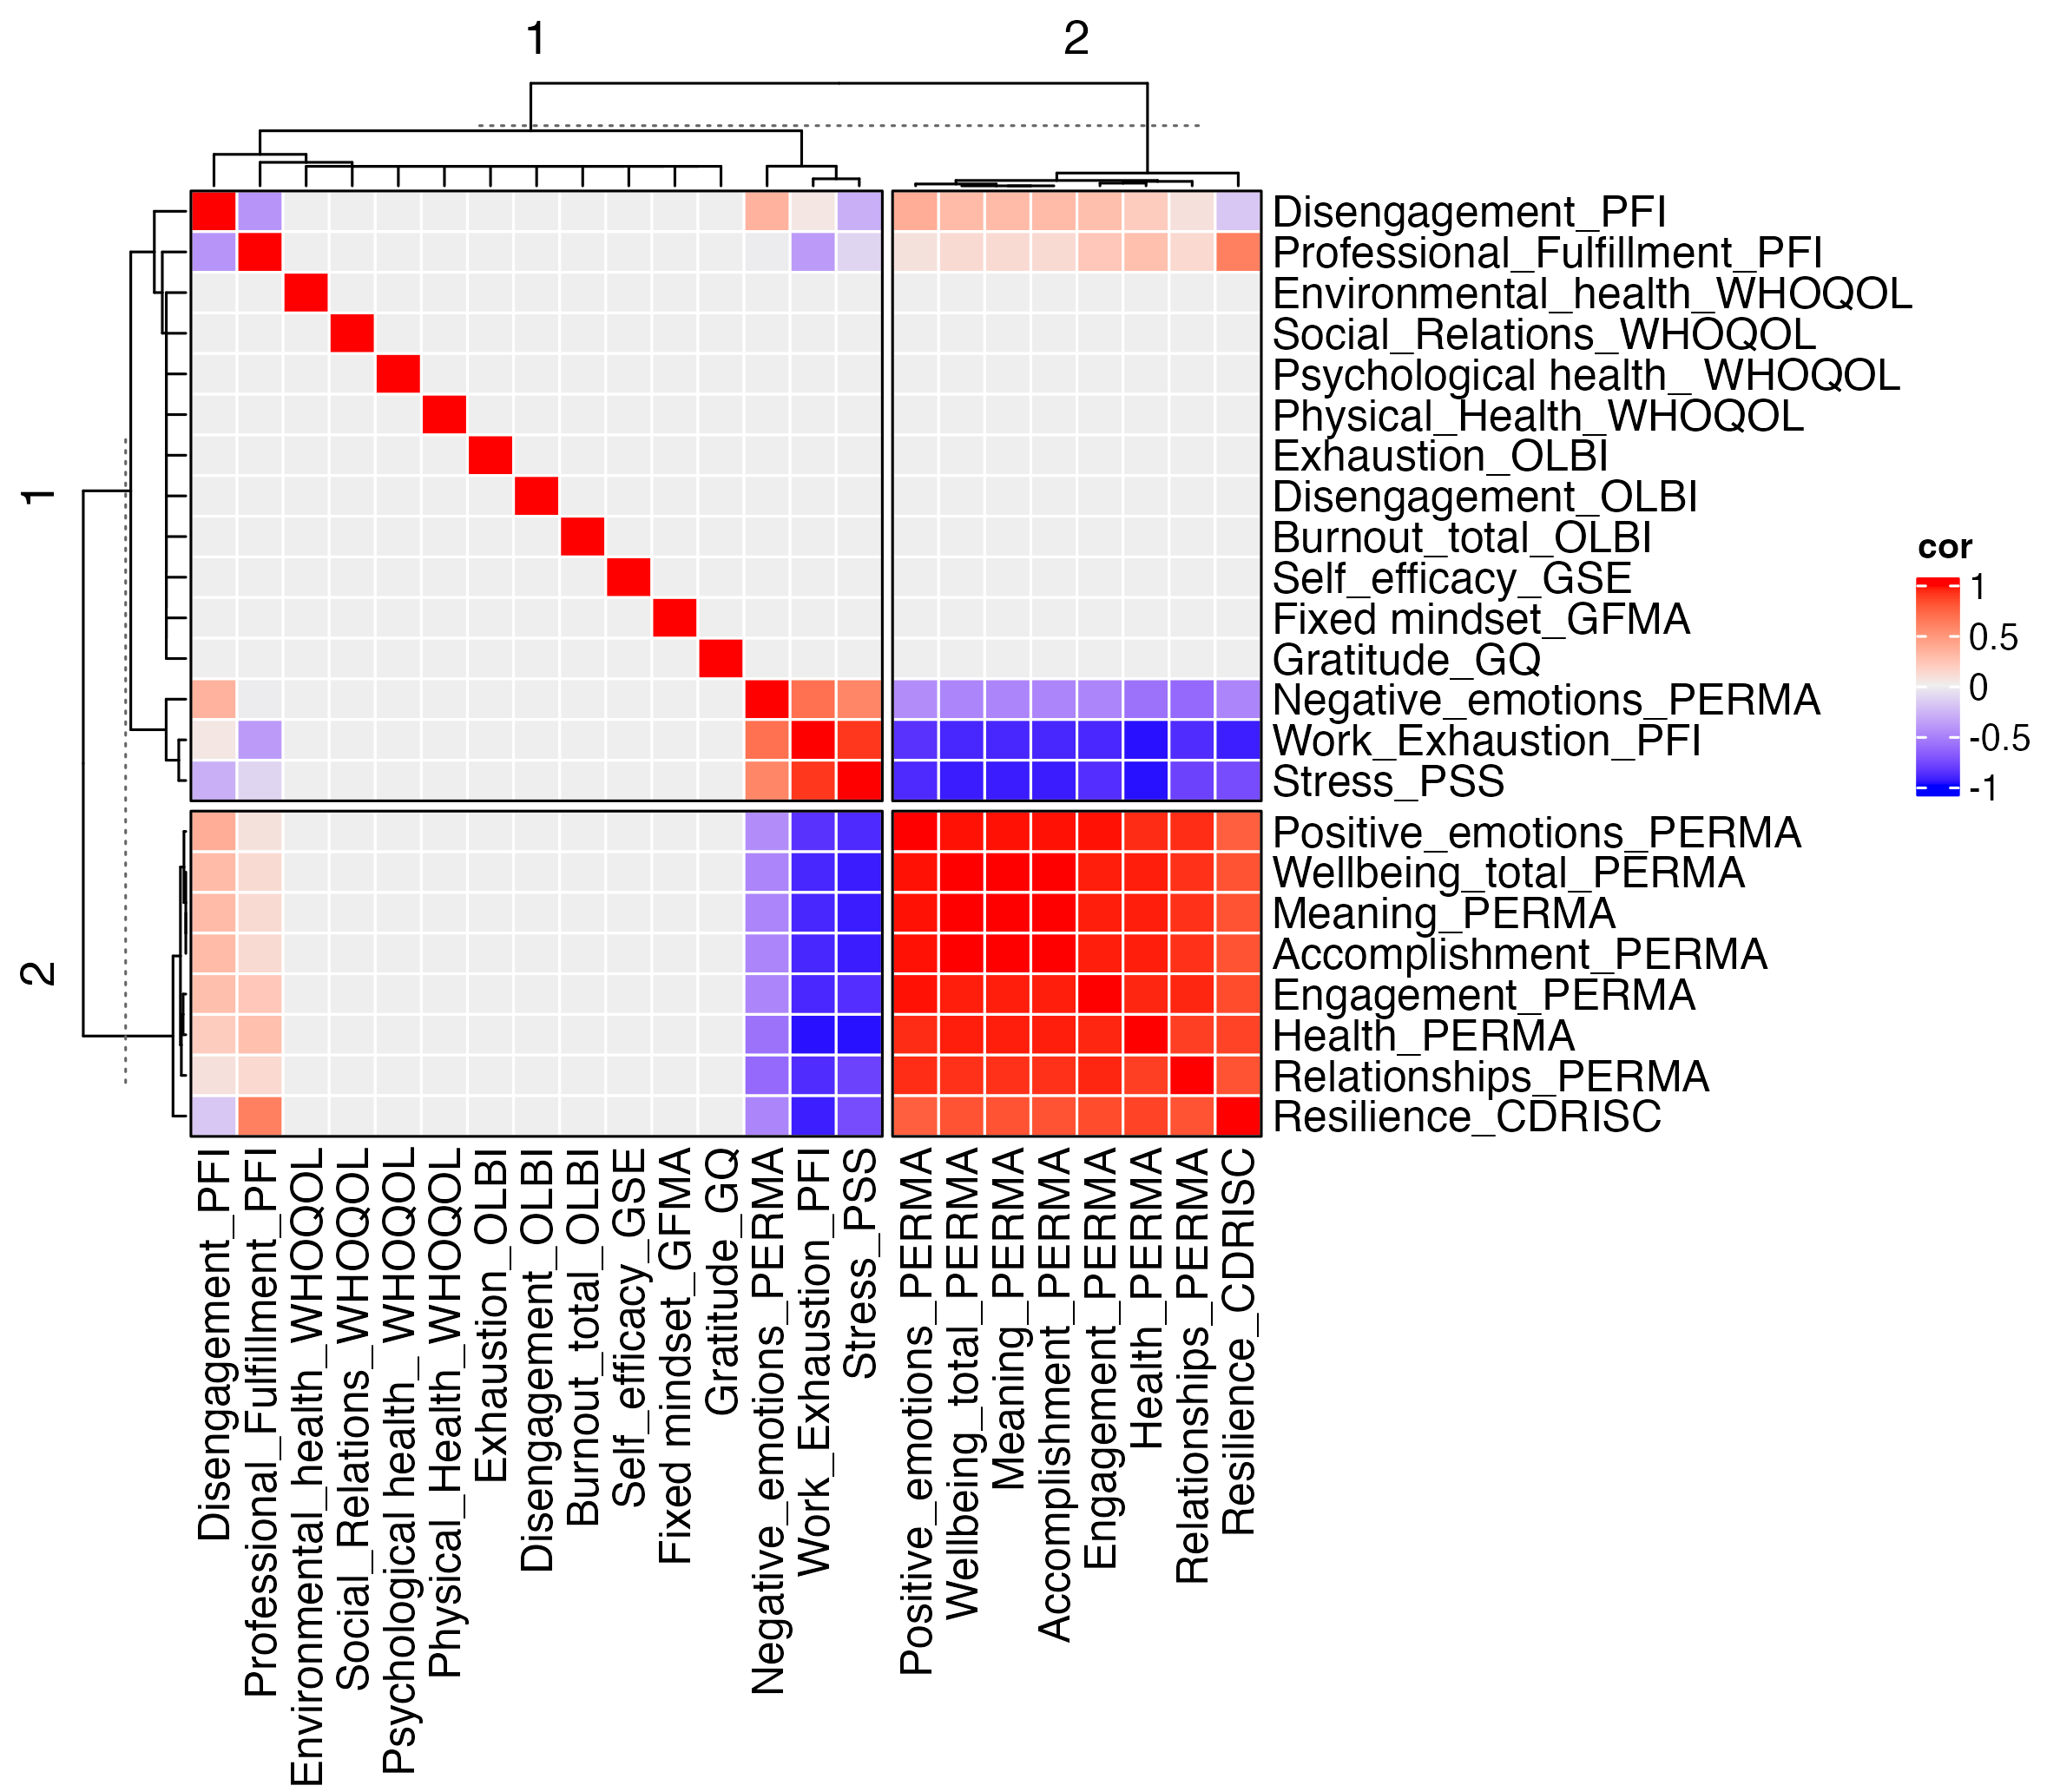 1
2
Disengagement_PFI
Professional_Fulfillment_PFI
Environmental_health_WHOQOL
Social_Relations_WHOQOL
Psychological health_ WHOQOL
Physical_Health_WHOQOL
Exhaustion_OLBI
Disengagement_OLBI
Burnout_total_OLBI
Self_efficacy_GSE
Fixed mindset_GFMA
Gratitude_GQ
Negative_emotions_PERMA
Work_Exhaustion_PFI
Stress_PSS
1
Positive_emotions_PERMA
Wellbeing_total_PERMA
Meaning_PERMA
Accomplishment_PERMA
Engagement_PERMA
Health_PERMA
Relationships_PERMA
Resilience_CDRISC
2
cor
1
0.5
0
-0.5
-1
Disengagement_PFI
Professional_Fulfillment_PFI
Environmental_health_WHOQOL
Social_Relations_WHOQOL
Psychological health_ WHOQOL
Physical_Health_WHOQOL
Exhaustion_OLBI
Disengagement_OLBI
Burnout_total_OLBI
Self_efficacy_GSE
Fixed mindset_GFMA
Gratitude_GQ
Negative_emotions_PERMA
Work_Exhaustion_PFI
Stress_PSS
Positive_emotions_PERMA
Wellbeing_total_PERMA
Meaning_PERMA
Accomplishment_PERMA
Engagement_PERMA
Health_PERMA
Relationships_PERMA
Resilience_CDRISC